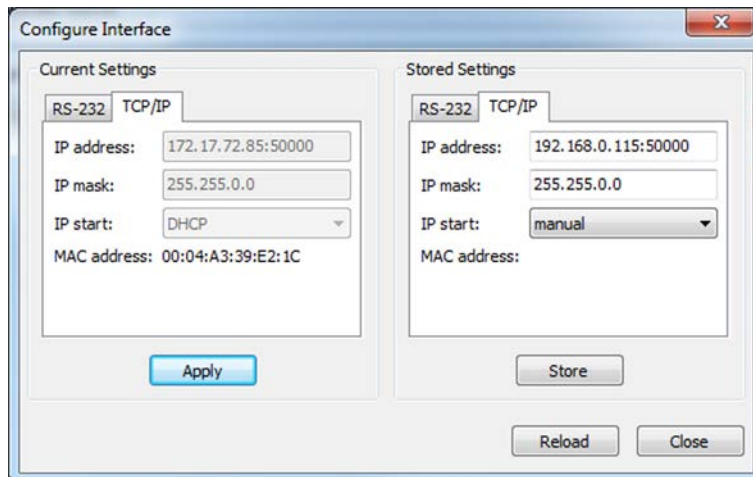 Configure Interface
Current Settings
RS-232 TCP/IP
IP address: 172.17.72.85:50000
IP mask: 255.255.0.0
IP start: DHCP
MAC address: 00:04:A3:39:E2:1C
Apply
Stored Settings
RS-232 TCP/IP
IP address: 192.168.0.115:50000
IP mask: 255.255.0.0
IP start: manual
MAC address:
Store
Reload Close